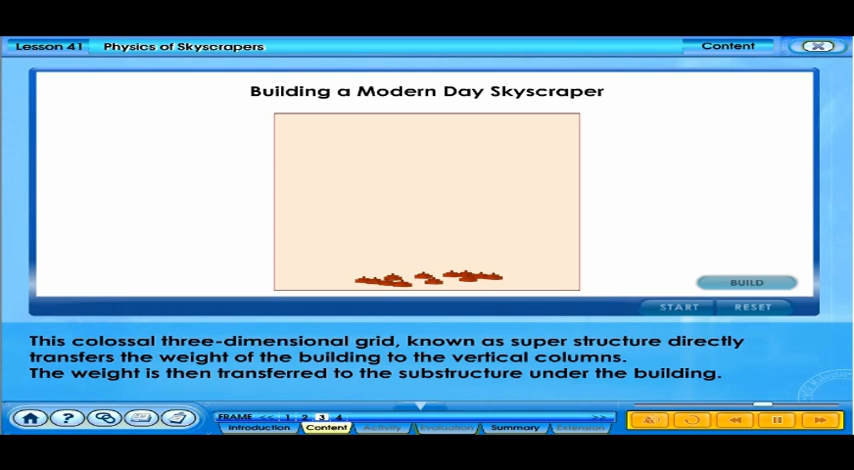 Lesson 41 Physics of Skyscrapers Content
Building a Modern Day Skyscraper
BUILD
START RESET
This colossal three-dimensional grid, known as super structure directly
transfers the weight of the building to the vertical columns.
The weight is then transferred to the substructure under the building.
FRAME << 1 2 3 4 >>
Introduction Content Activity Evaluation Summary Extension